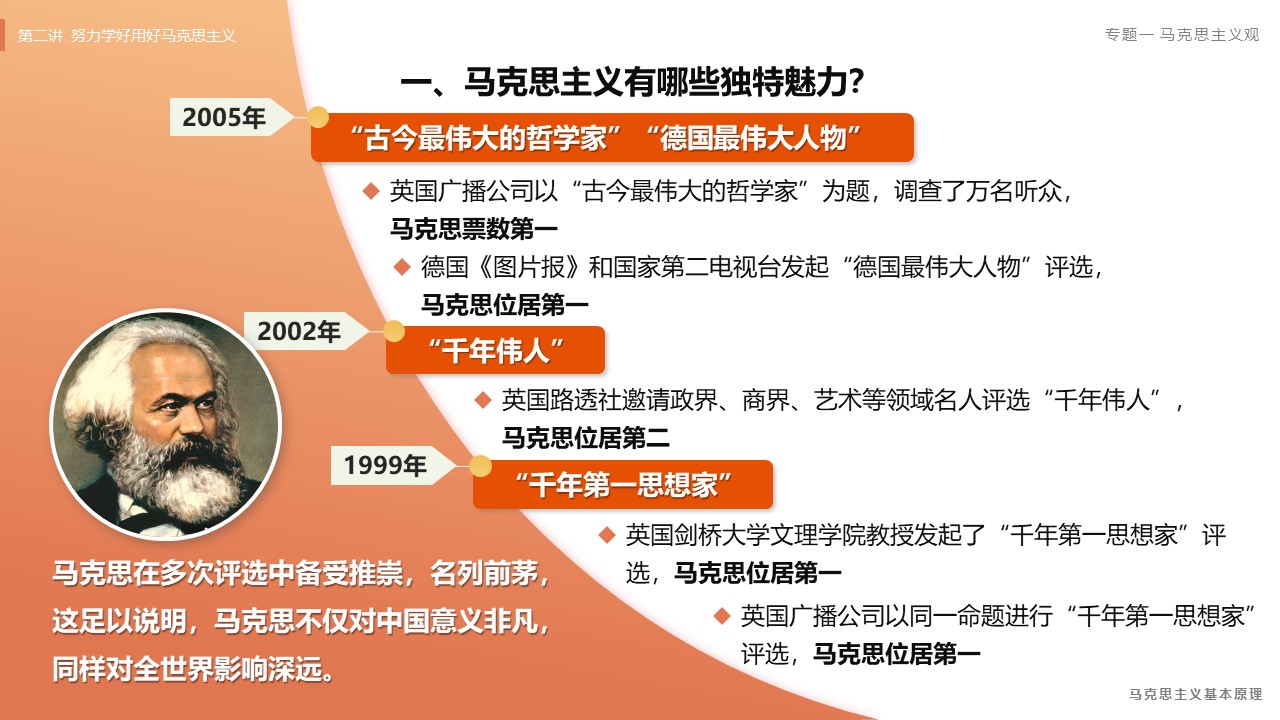 第二讲 努力学好用好马克思主义
专题一 马克思主义观
一、马克思主义有哪些独特魅力？
2005年
“古今最伟大的哲学家” “德国最伟大人物”
英国广播公司以“古今最伟大的哲学家”为题，调查了万名听众，
马克思票数第一
德国《图片报》和国家第二电视台发起“德国最伟大人物”评选，
马克思位居第一
2002年
“千年伟人”
英国路透社邀请政界、商界、艺术等领域名人评选“千年伟人”，
马克思位居第二
1999年
“千年第一思想家”
英国剑桥大学文理学院教授发起了“千年第一思想家”评
选，马克思位居第一
英国广播公司以同一命题进行“千年第一思想家”
评选，马克思位居第一
马克思在多次评选中备受推崇，名列前茅，
这足以说明，马克思不仅对中国意义非凡，
同样对全世界影响深远。
马克思主义基本原理